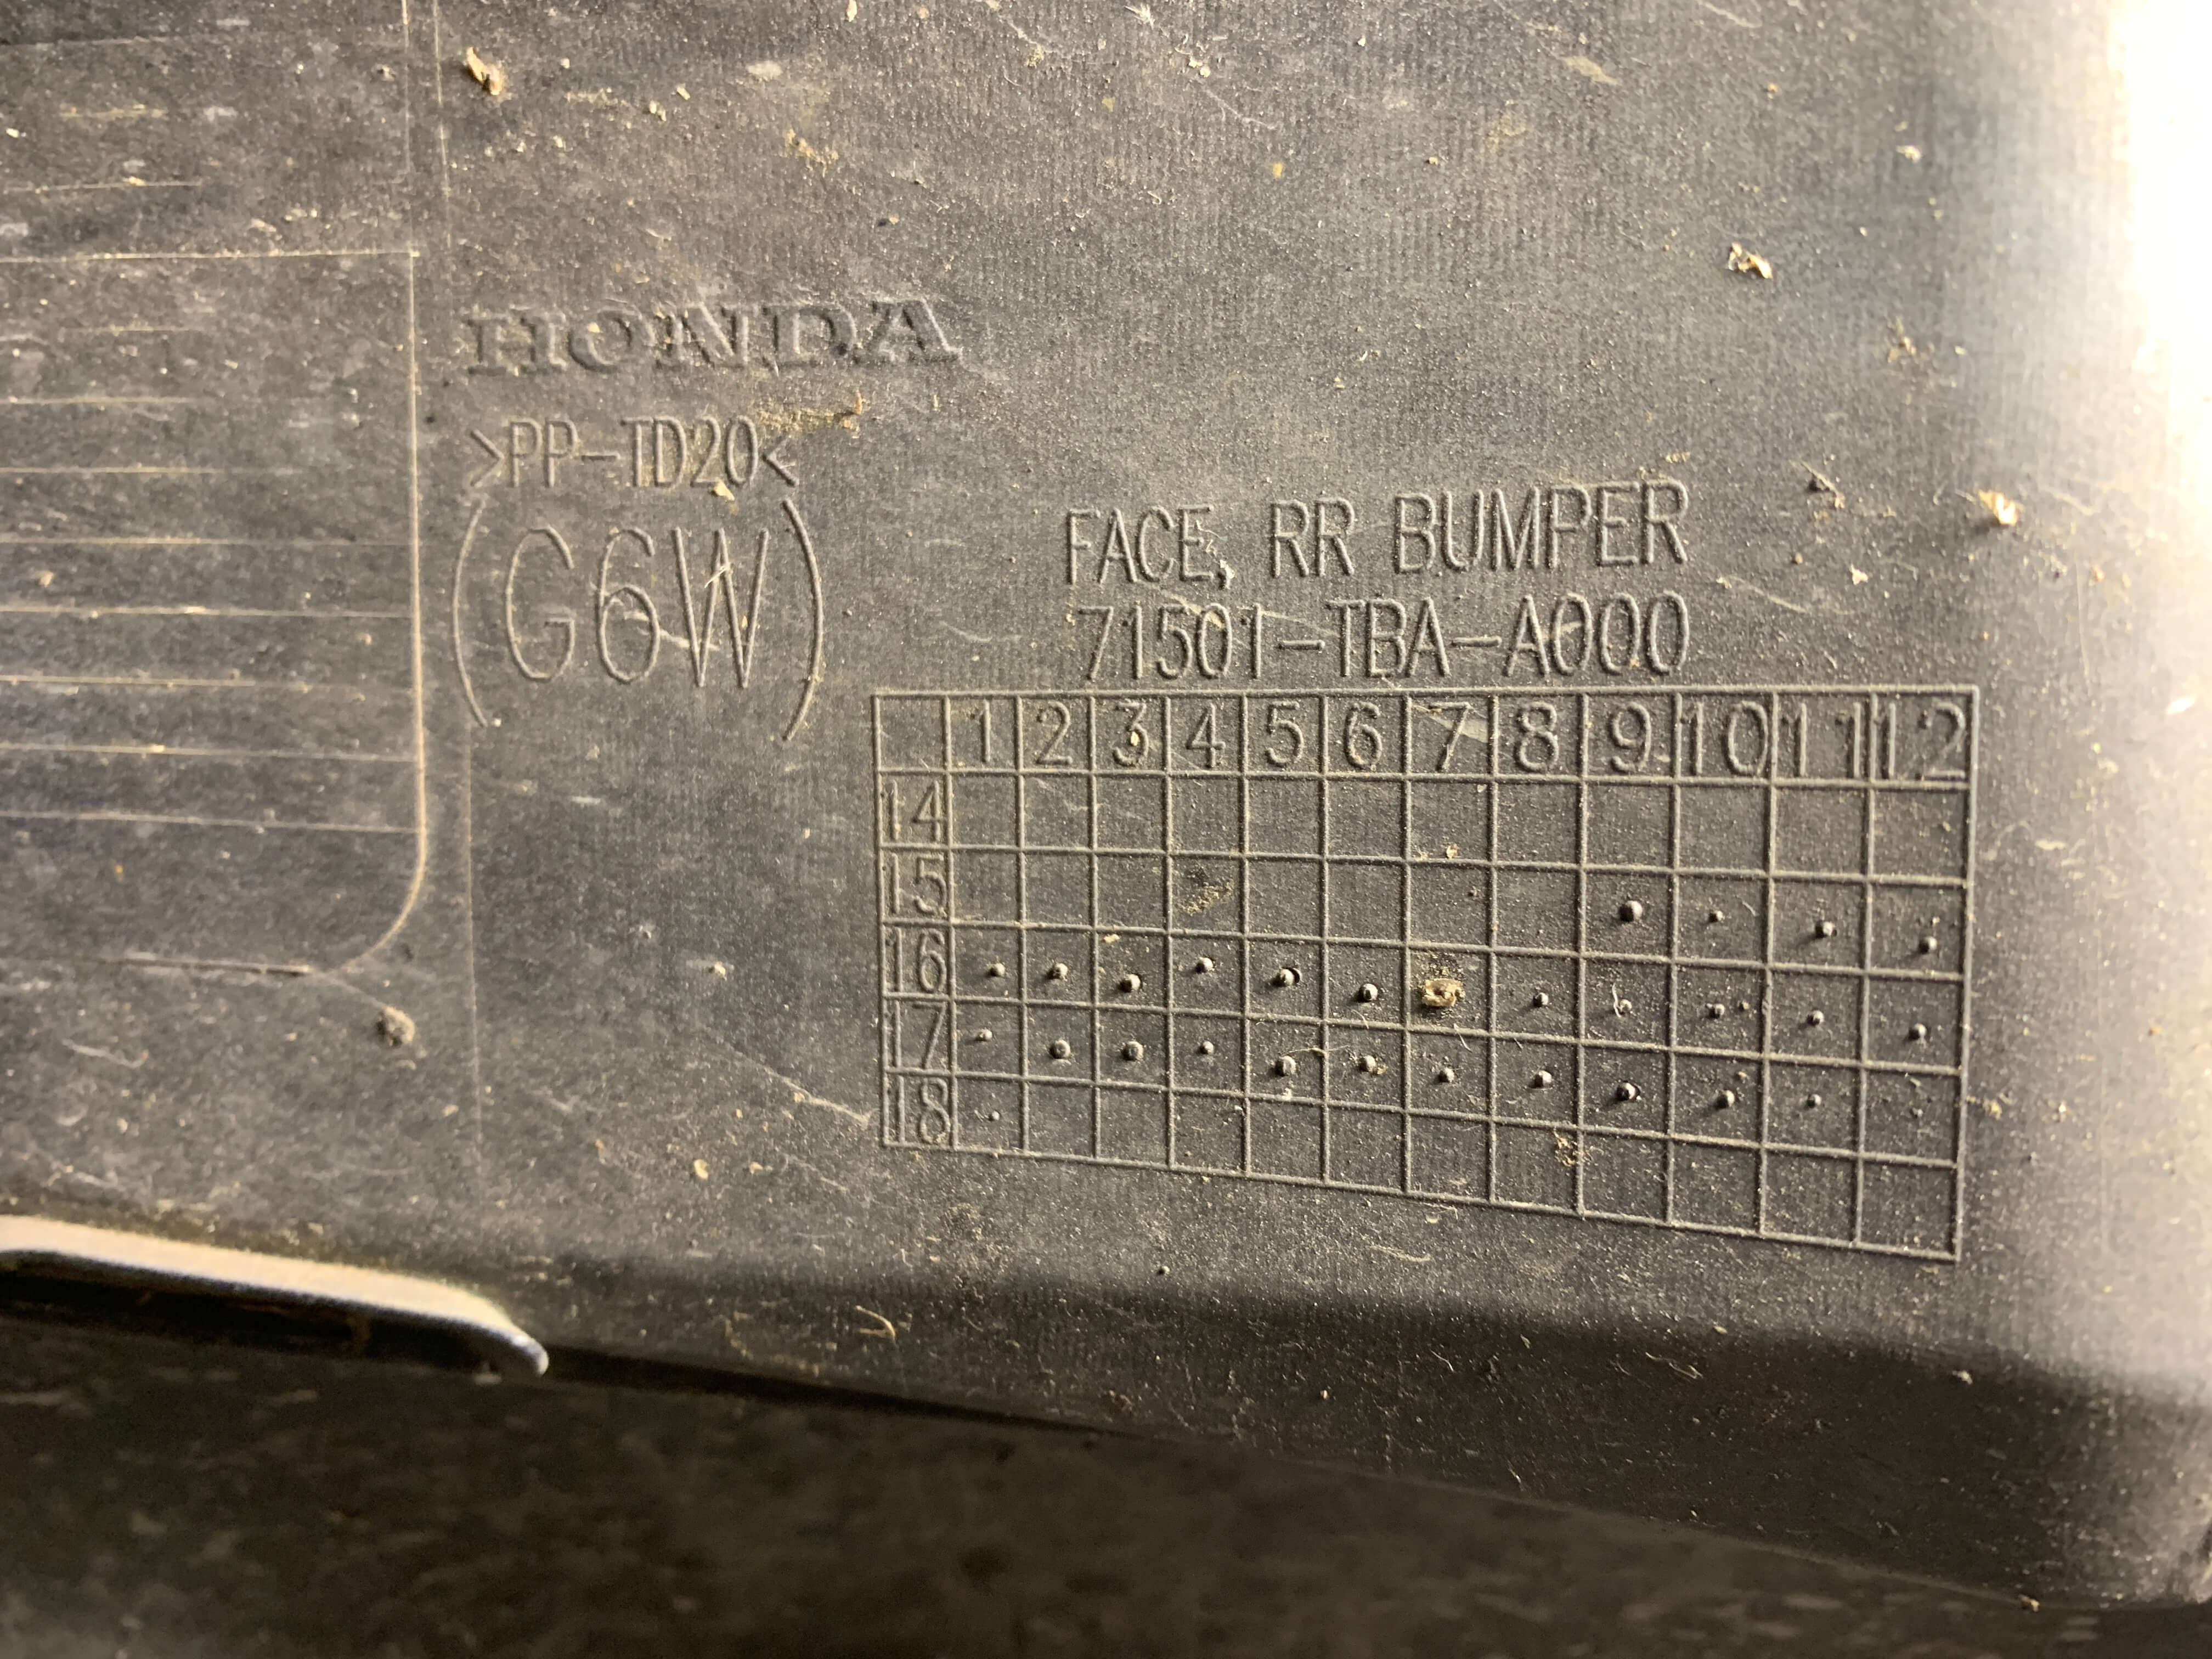 HONDA
>PP-TD20<
(G6W)
FACE, RR BUMPER
71501-TBA-A000
1 2 3 4 5 6 7 8 9 10 11 12
14
15
16
17
18